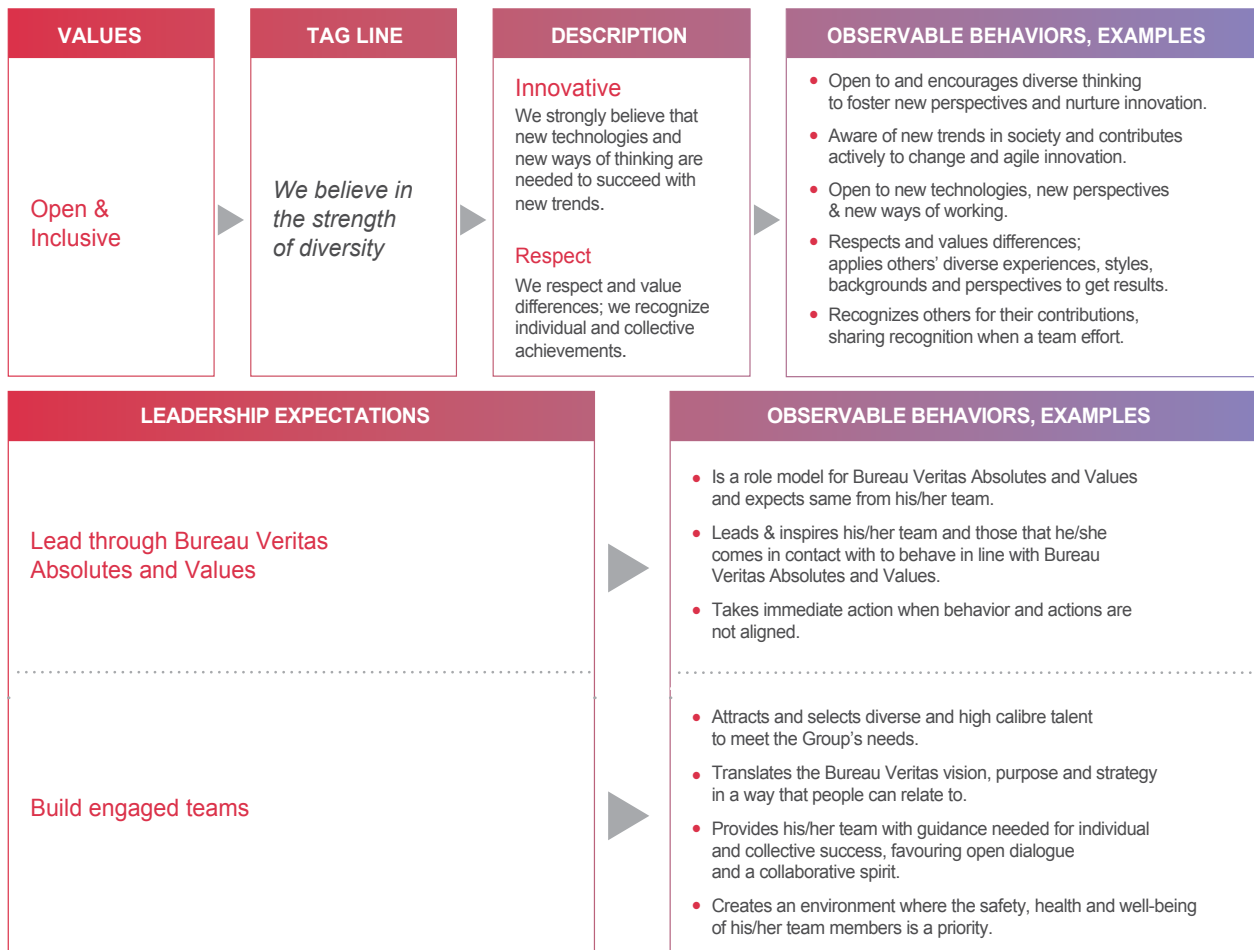 VALUES
TAG LINE
DESCRIPTION
OBSERVABLE BEHAVIORS, EXAMPLES
Open &
Inclusive
We believe in
the strength
of diversity
Innovative
We strongly believe that
new technologies and
new ways of thinking are
needed to succeed with
new trends.
Respect
We respect and value
differences; we recognize
individual and collective
achievements.
• Open to and encourages diverse thinking
to foster new perspectives and nurture innovation.
• Aware of new trends in society and contributes
actively to change and agile innovation.
• Open to new technologies, new perspectives
& new ways of working.
• Respects and values differences;
applies others’ diverse experiences, styles,
backgrounds and perspectives to get results.
• Recognizes others for their contributions,
sharing recognition when a team effort.
LEADERSHIP EXPECTATIONS
OBSERVABLE BEHAVIORS, EXAMPLES
Lead through Bureau Veritas
Absolutes and Values
• Is a role model for Bureau Veritas Absolutes and Values
and expects same from his/her team.
• Leads & inspires his/her team and those that he/she
comes in contact with to behave in line with Bureau
Veritas Absolutes and Values.
• Takes immediate action when behavior and actions are
not aligned.
Build engaged teams
• Attracts and selects diverse and high calibre talent
to meet the Group’s needs.
• Translates the Bureau Veritas vision, purpose and strategy
in a way that people can relate to.
• Provides his/her team with guidance needed for individual
and collective success, favouring open dialogue
and a collaborative spirit.
• Creates an environment where the safety, health and well-being
of his/her team members is a priority.